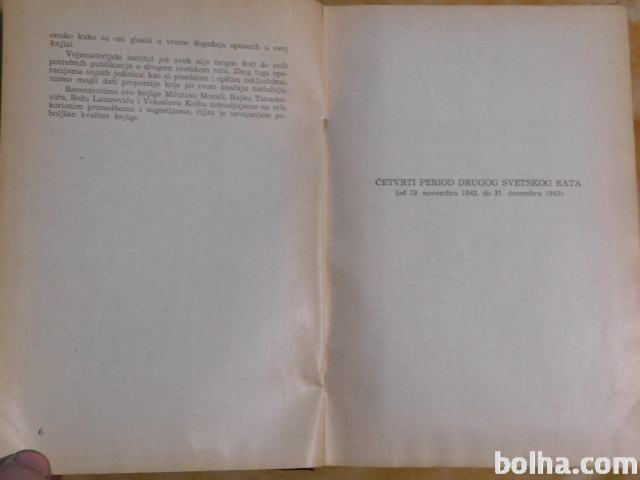 onako kako su oni glasili u vreme događaja opisanih u ovoj
knjizi.
Vojnoistorijski institut još uvek nije mogao doći do svih
potrebnih publikacija o drugom svetskom ratu. Zbog toga ope-
racijama vojnih jedinica, kao ni posebnim i opštim zaključcima,
nismo mogli dati proporcije koje po svom značaju zaslužuju.
Recenzentima ove knjige Milutinu Morači, Rajku Tanasko-
viću, Boži Lazareviću i Vekoslavu Kolbu zahvaljujemo na vrlo
korisnim primedbama i sugestijama, čijim je usvajanjem po-
boljšan kvalitet knjige.
6
ČETVRTI PERIOD DRUGOG SVETSKOG RATA
(od 19. novembra 1942. do 31. decembra 1943)
bolha.com